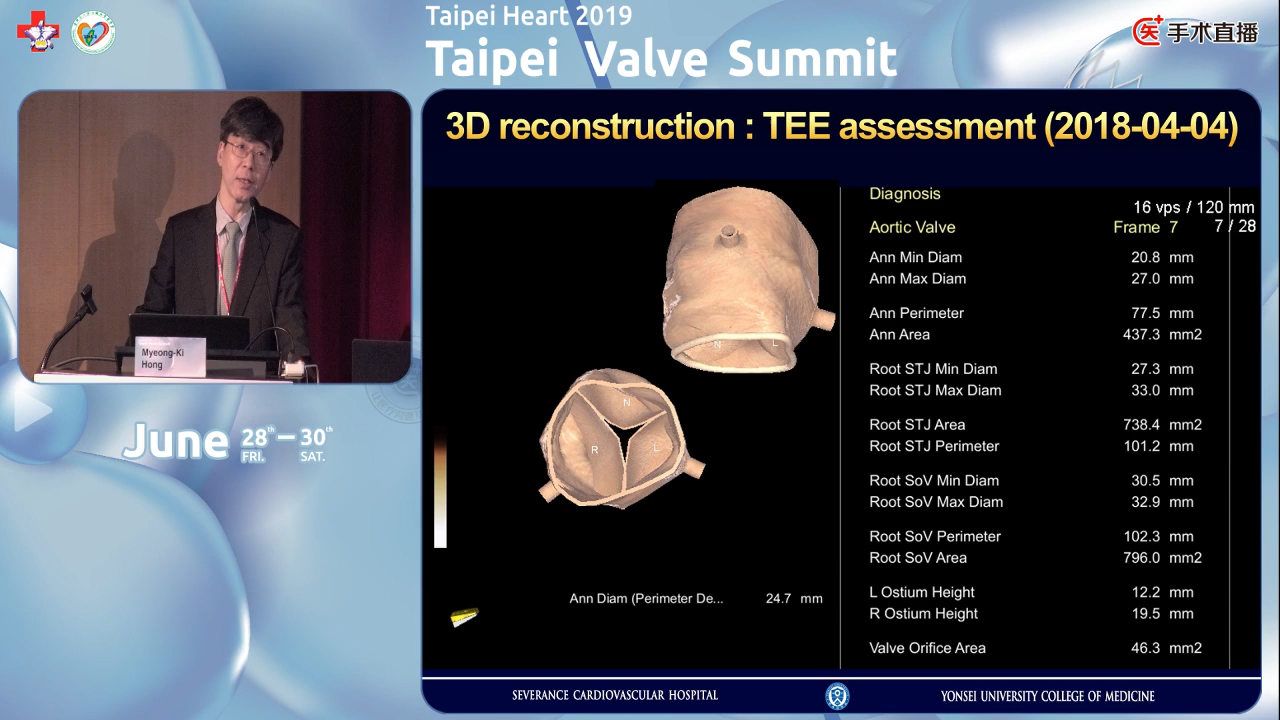 Taipei Heart 2019
Taipei Valve Summit
手术直播
3D reconstruction : TEE assessment (2018-04-04)
Myeong-Ki
Hong
June 28th FRI. — 30th SAT.
Diagnosis
16 vps / 120 mm
Aortic Valve Frame 7 7 / 28
Ann Min Diam 20.8 mm
Ann Max Diam 27.0 mm
Ann Perimeter 77.5 mm
Ann Area 437.3 mm2
Root STJ Min Diam 27.3 mm
Root STJ Max Diam 33.0 mm
Root STJ Area 738.4 mm2
Root STJ Perimeter 101.2 mm
Root SoV Min Diam 30.5 mm
Root SoV Max Diam 32.9 mm
Root SoV Perimeter 102.3 mm
Root SoV Area 796.0 mm2
L Ostium Height 12.2 mm
R Ostium Height 19.5 mm
Valve Orifice Area 46.3 mm2
N L
N
R L
Ann Diam (Perimeter De... 24.7 mm
SEVERANCE CARDIOVASCULAR HOSPITAL
YONSEI UNIVERSITY COLLEGE OF MEDICINE